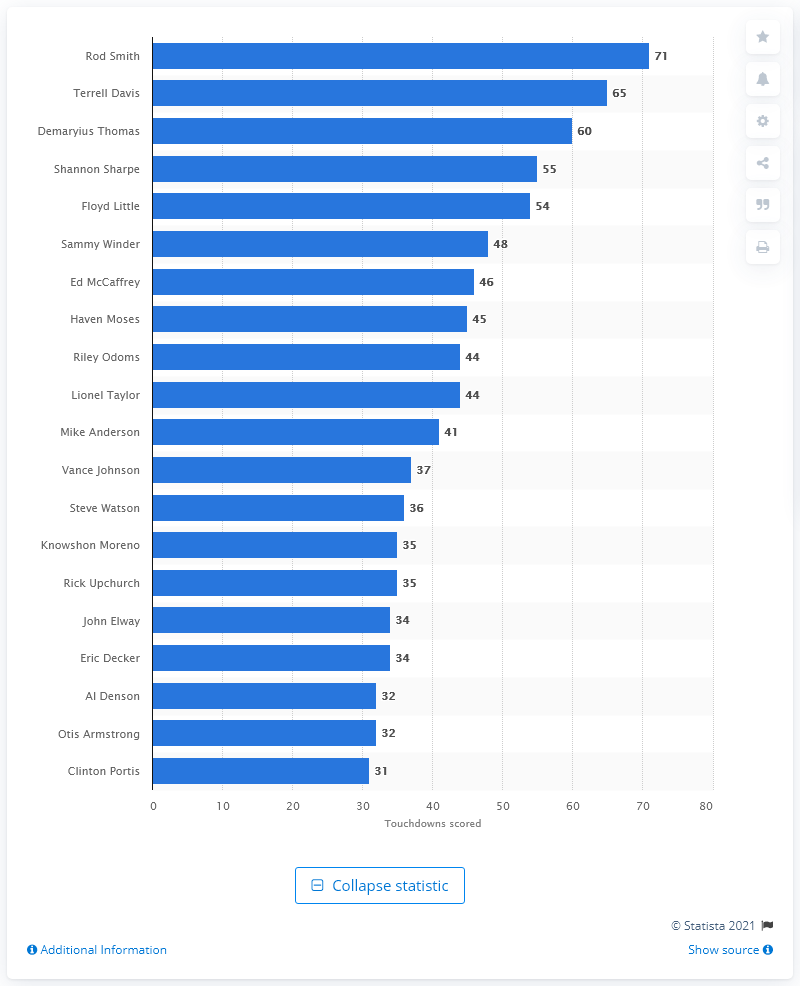 Rod Smith 71
Terrell Davis 65
Demaryius Thomas 60
Shannon Sharpe 55
Floyd Little 54
Sammy Winder 48
Ed McCaffrey 46
Haven Moses 45
Riley Odoms 44
Lionel Taylor 44
Mike Anderson 41
Vance Johnson 37
Steve Watson 36
Knowshon Moreno 35
Rick Upchurch 35
John Elway 34
Eric Decker 34
Al Denson 32
Otis Armstrong 32
Clinton Portis 31
0 10 20 30 40 50 60 70 80
Touchdowns scored
Collapse statistic
© Statista 2021
Additional Information Show source